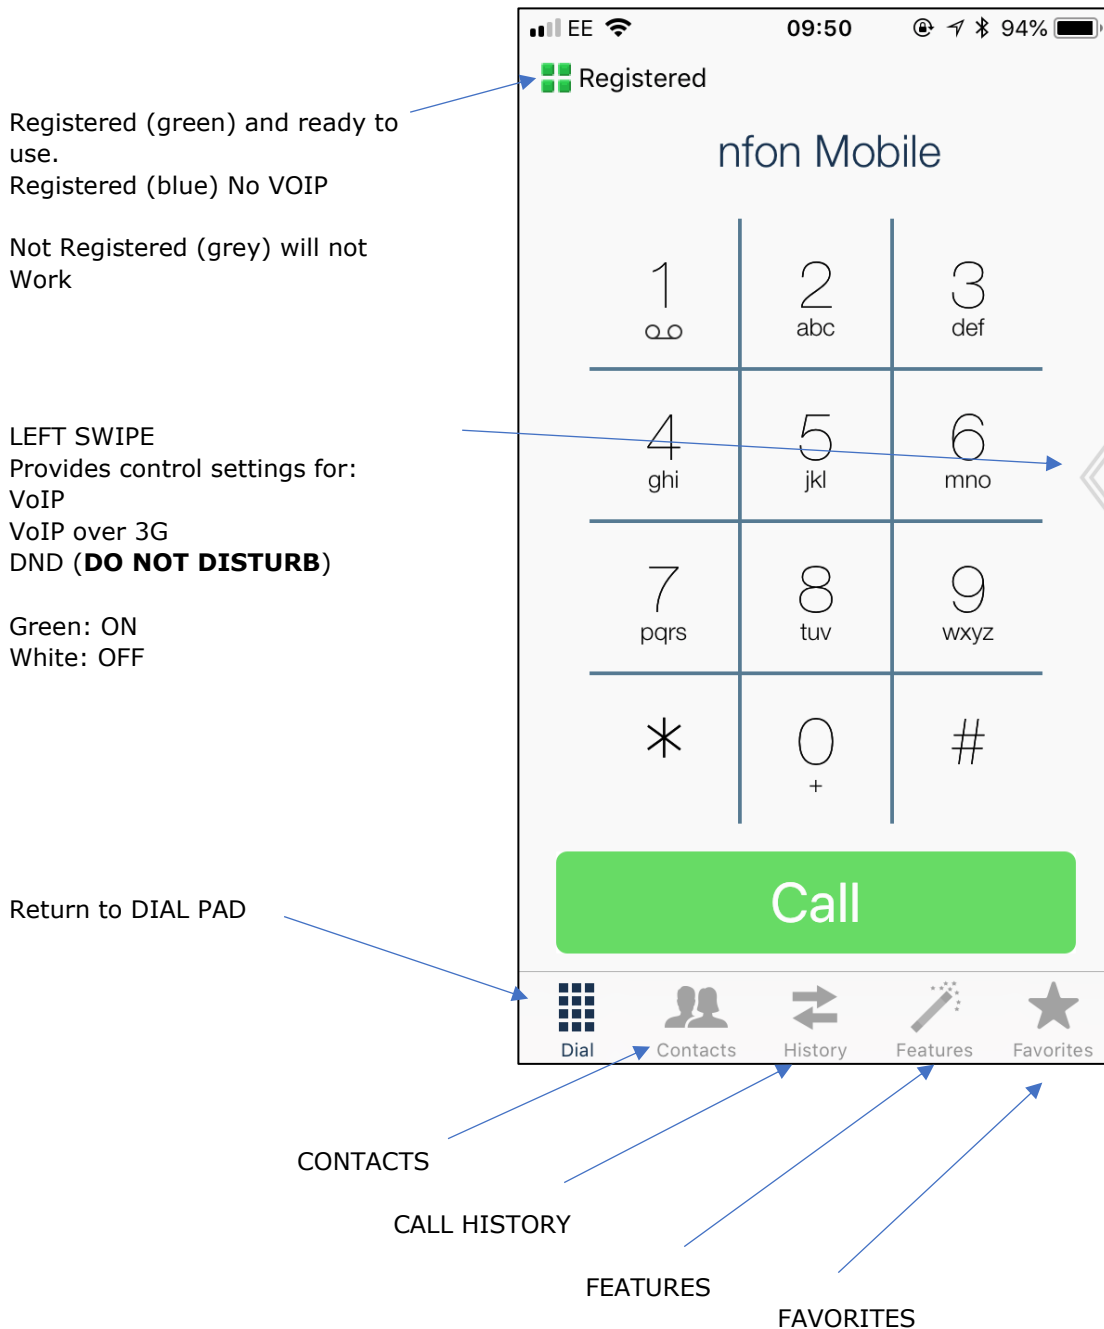 EE 09:50 94%
Registered
Registered (green) and ready to
use.
Registered (blue) No VOIP
Not Registered (grey) will not
Work
nfon Mobile
1 2 3
abc def
4 5 6
ghi jkl mno
LEFT SWIPE
Provides control settings for:
VoIP
VoIP over 3G
DND (DO NOT DISTURB)
Green: ON
White: OFF
7 8 9
pqrs tuv wxyz
* 0 #
+
Call
Return to DIAL PAD
Dial Contacts History Features Favorites
CONTACTS
CALL HISTORY
FEATURES
FAVORITES